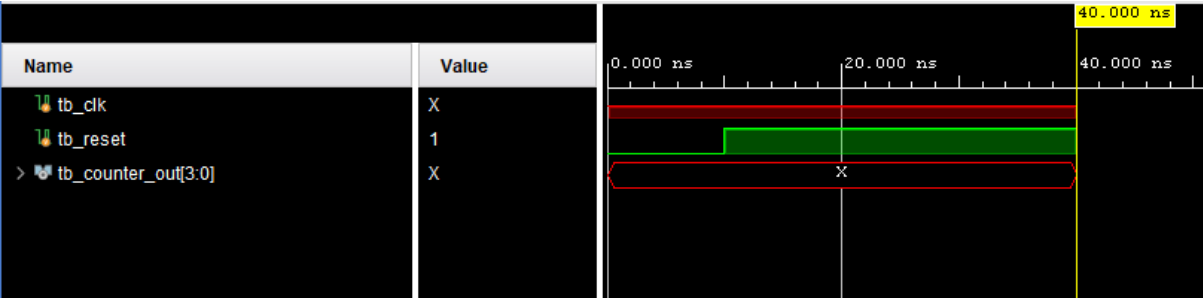 40.000 ns
Name Value
0.000 ns 20.000 ns 40.000 ns
tb_clk X
tb_reset 1
> tb_counter_out[3:0] X X